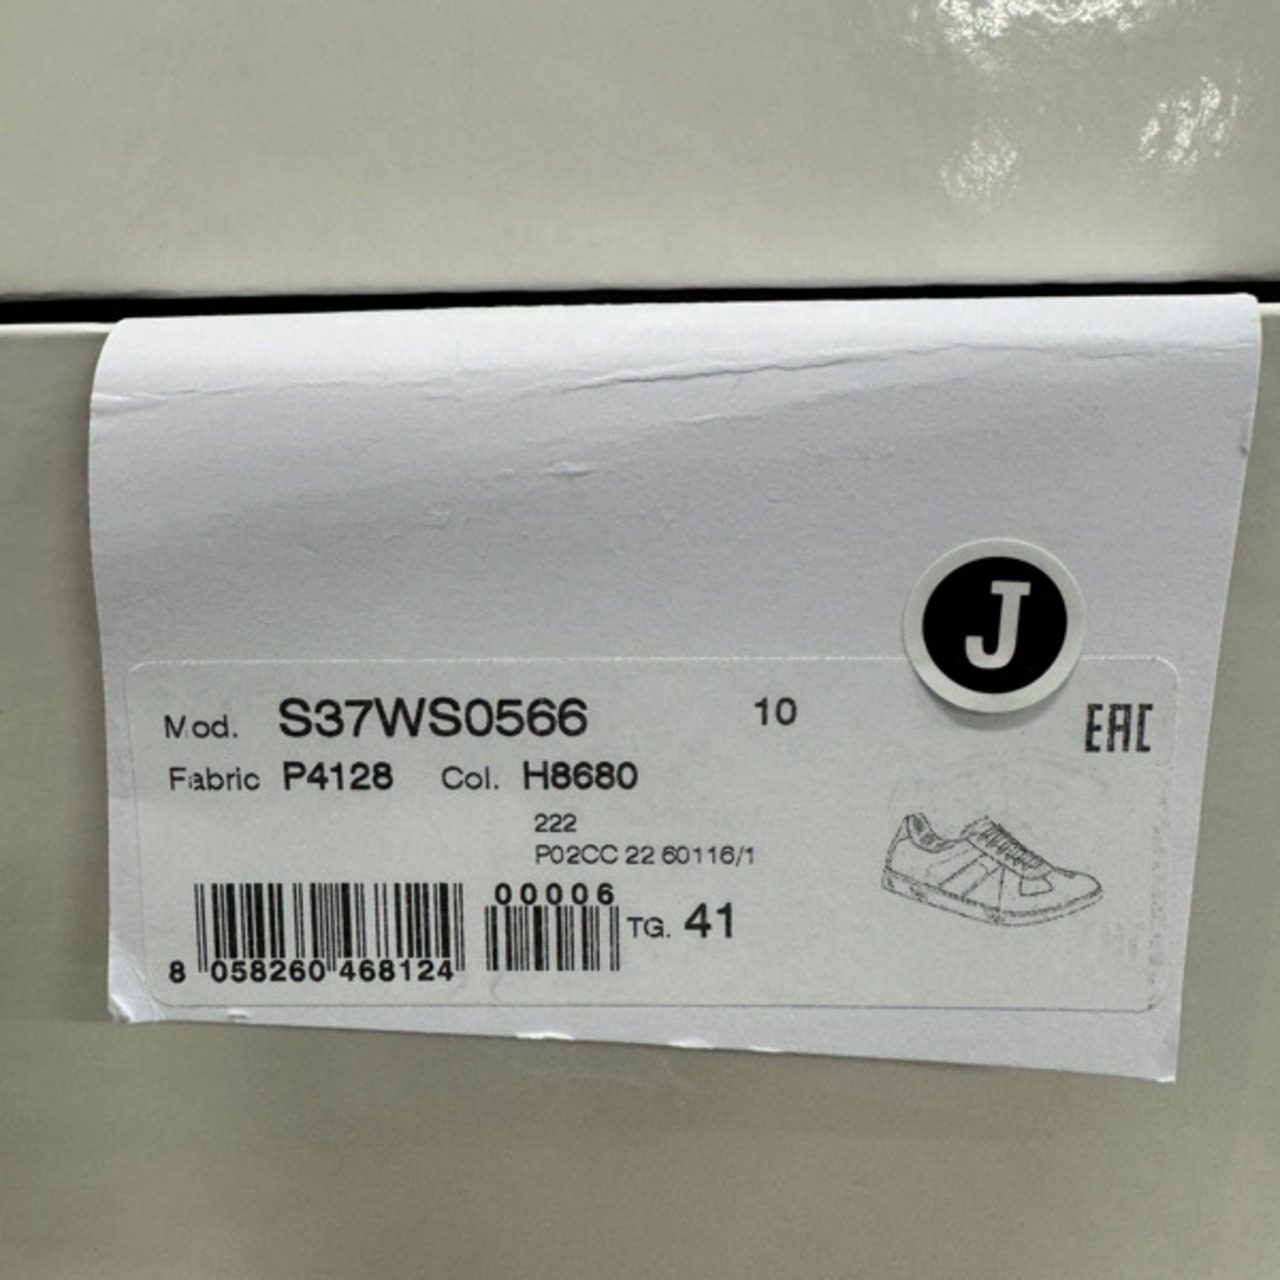 J
Mod. S37WS0566 10 EAC
Fabric P4128 Col. H8680
222
P02CC 22 60116/1
00006
TG. 41
8 058260 468124